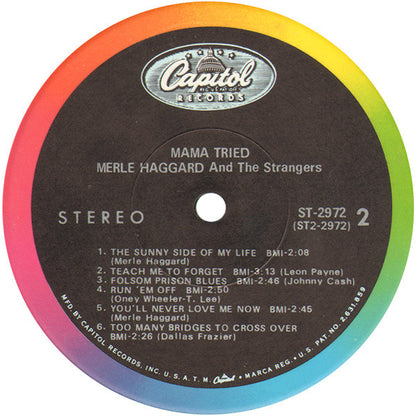 Capitol
RECORDS
MAMA TRIED
MERLE HAGGARD And The Strangers
STEREO
ST-2972 2
(ST2-2972)
1. THE SUNNY SIDE OF MY LIFE BMI-2:08
(Merle Haggard)
2. TEACH ME TO FORGET BMI-3:13 (Leon Payne)
3. FOLSOM PRISON BLUES BMI-2:46 (Johnny Cash)
4. RUN 'EM OFF BMI-2:50
(Oney Wheeler-T. Lee)
5. YOU'LL NEVER LOVE ME NOW BMI-2:45
(Merle Haggard)
6. TOO MANY BRIDGES TO CROSS OVER
BMI-2:26 (Dallas Frazier)
MFD. BY CAPITOL RECORDS, INC. U.S.A. T.M. Capitol MARCA REG. • U.S. PAT. NO. 2,631,859